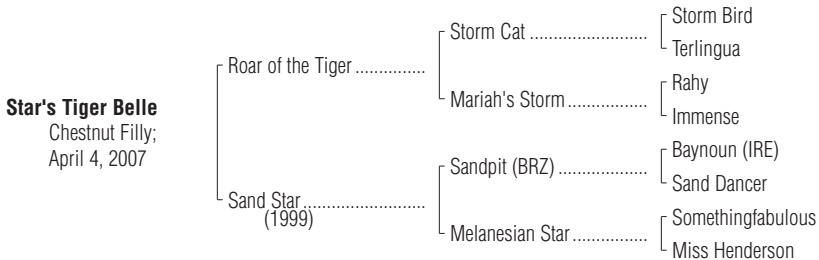 Storm Bird
Storm Cat ........................
Terlingua
Roar of the Tiger ...............
Rahy
Mariah's Storm .................
Immense
Star's Tiger Belle
Chestnut Filly;
April 4, 2007
Baynoun (IRE)
Sandpit (BRZ) ...................
Sand Dancer
Sand Star ..........................
(1999)
Somethingfabulous
Melanesian Star ................
Miss Henderson